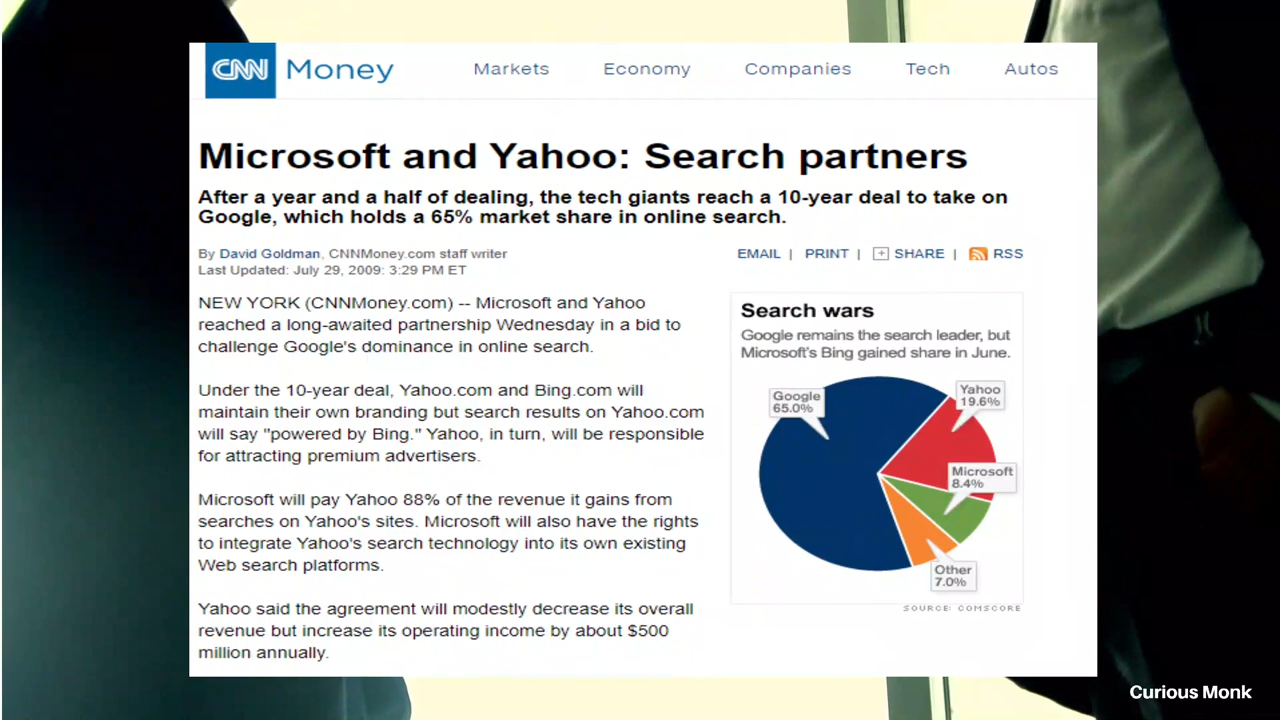 CNN Money Markets Economy Companies Tech Autos
Microsoft and Yahoo: Search partners
After a year and a half of dealing, the tech giants reach a 10-year deal to take on
Google, which holds a 65% market share in online search.
By David Goldman, CNNMoney.com staff writer
Last Updated: July 29, 2009: 3:29 PM ET
EMAIL | PRINT | + SHARE | RSS
NEW YORK (CNNMoney.com) -- Microsoft and Yahoo
reached a long-awaited partnership Wednesday in a bid to
challenge Google's dominance in online search.
Under the 10-year deal, Yahoo.com and Bing.com will
maintain their own branding but search results on Yahoo.com
will say "powered by Bing." Yahoo, in turn, will be responsible
for attracting premium advertisers.
Microsoft will pay Yahoo 88% of the revenue it gains from
searches on Yahoo's sites. Microsoft will also have the rights
to integrate Yahoo's search technology into its own existing
Web search platforms.
Yahoo said the agreement will modestly decrease its overall
revenue but increase its operating income by about $500
million annually.
Search wars
Google remains the search leader, but
Microsoft's Bing gained share in June.
Google
65.0%
Yahoo
19.6%
Microsoft
8.4%
Other
7.0%
SOURCE: COMSCORE
Curious Monk